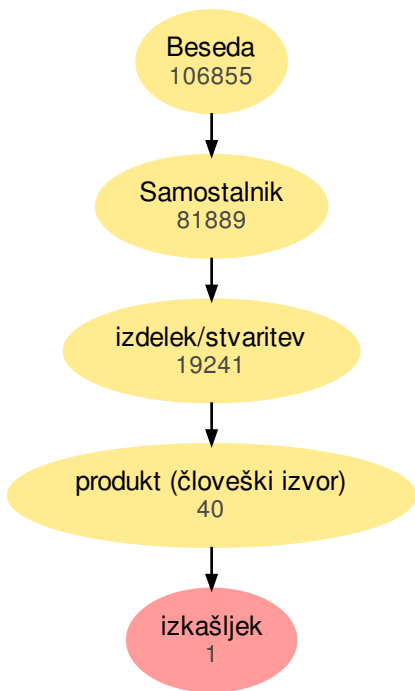 Beseda
106855
Samostalnik
81889
izdelek/stvaritev
19241
produkt (človeški izvor)
40
izkašljek
1